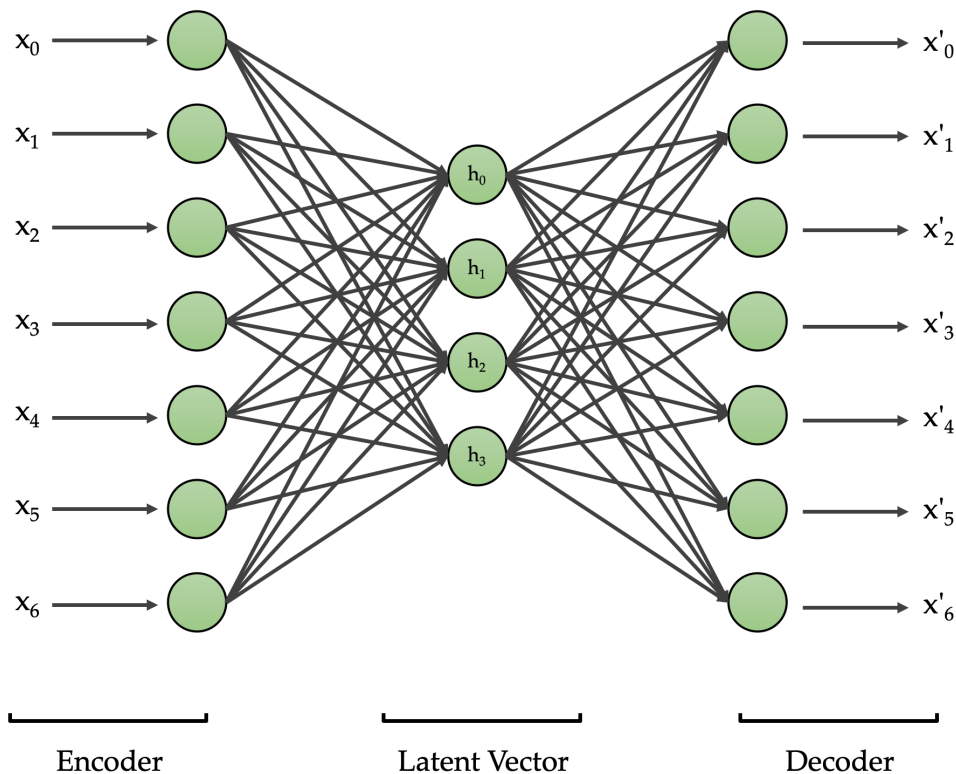 x₀ x'₀
x₁ x'₁
h₀
x₂ x'₂
h₁
x₃ x'₃
h₂
x₄ x'₄
h₃
x₅ x'₅
x₆ x'₆
Encoder Latent Vector Decoder